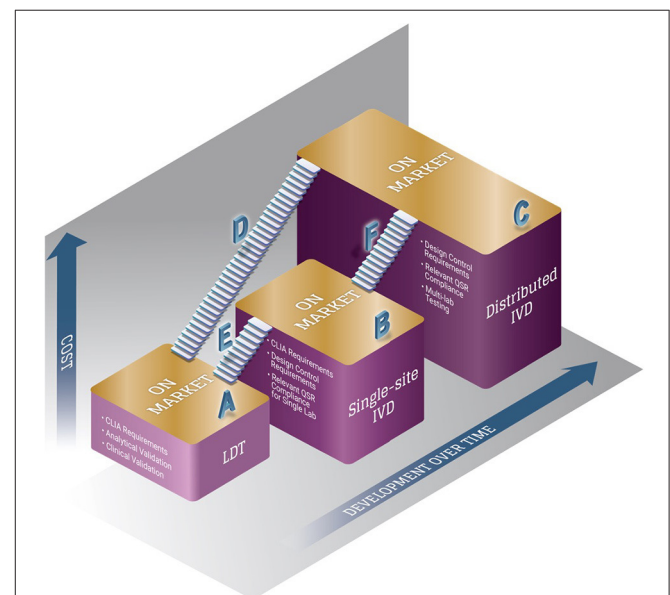 COST
DEVELOPMENT OVER TIME
ON
MARKET
A
• CLIA Requirements
• Analytical Validation
• Clinical Validation
LDT
D
E
ON
MARKET
B
• CLIA Requirements
• Design Control
Requirements
• Relevant QSR
Compliance
for Single Lab
Single-site
IVD
F
ON
MARKET
C
• Design Control
Requirements
• Relevant QSR
Compliance
• Multi-lab
Testing
Distributed
IVD